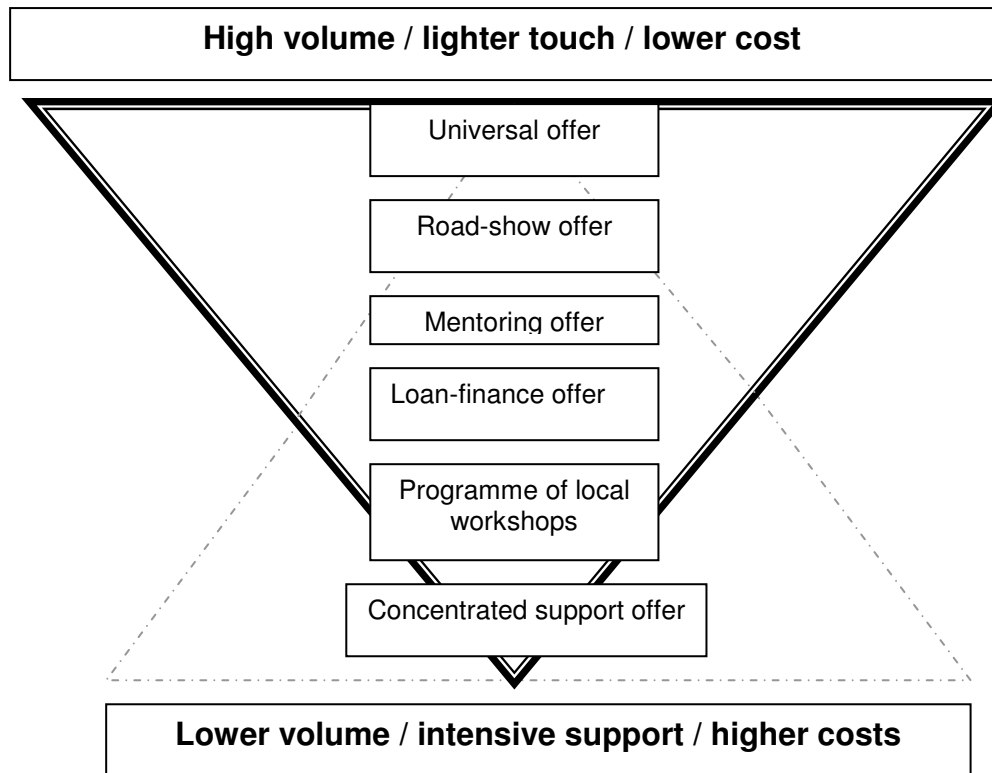 High volume / lighter touch / lower cost
Universal offer
Road-show offer
Mentoring offer
Loan-finance offer
Programme of local
workshops
Concentrated support offer
Lower volume / intensive support / higher costs